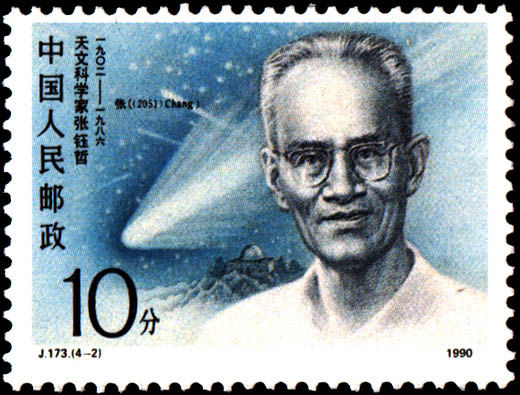 中国人民邮政
一九〇二——一九八六
天文科学家张钰哲
张[(2051)Chang]
10分
J.173.(4-2)
1990